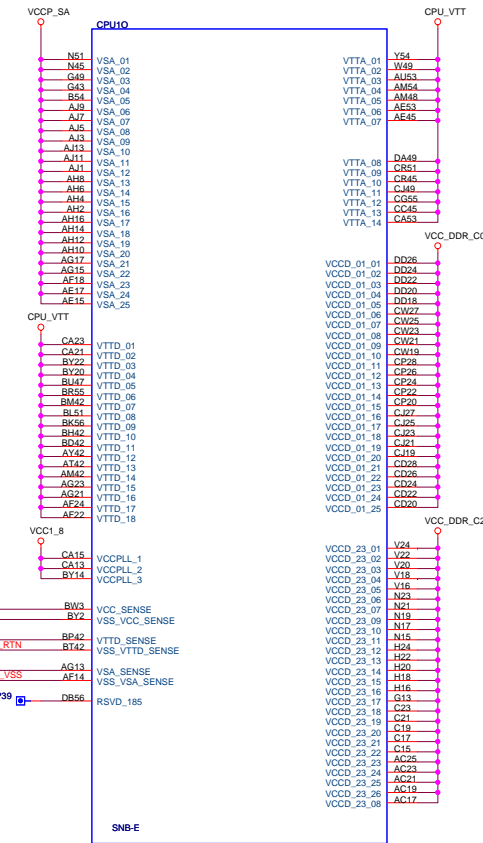 VCCP_SA
CPU1O
CPU_VTT
N51 VSA_01
N45 VSA_02
G49 VSA_03
G43 VSA_04
B54 VSA_05
AJ9 VSA_06
AJ7 VSA_07
AJ5 VSA_08
AJ3 VSA_09
AJ13 VSA_10
AJ11 VSA_11
AJ1 VSA_12
AH8 VSA_13
AH6 VSA_14
AH4 VSA_15
AH2 VSA_16
AH16 VSA_17
AH14 VSA_18
AH12 VSA_19
AH10 VSA_20
AG17 VSA_21
AG15 VSA_22
AF18 VSA_23
AE17 VSA_24
AE15 VSA_25
CPU_VTT
CA23 VTTD_01
CA21 VTTD_02
BY22 VTTD_03
BY20 VTTD_04
BU47 VTTD_05
BR55 VTTD_06
BM42 VTTD_07
BL51 VTTD_08
BK56 VTTD_09
BH42 VTTD_10
BD42 VTTD_11
AY42 VTTD_12
AT42 VTTD_13
AM42 VTTD_14
AG23 VTTD_15
AG21 VTTD_16
AF24 VTTD_17
AF22 VTTD_18
VCC1_8
CA15 VCCPLL_1
CA13 VCCPLL_2
BY14 VCCPLL_3
BW3 VCC_SENSE
BY2 VSS_VCC_SENSE
BP42 VTTD_SENSE
_RTN BT42 VSS_VTTD_SENSE
AG13 VSA_SENSE
_VSS AF14 VSS_VSA_SENSE
P39 DB56 RSVD_185
SNB-E
VTTA_01 Y54
VTTA_02 W49
VTTA_03 AU53
VTTA_04 AM54
VTTA_05 AM48
VTTA_06 AE53
VTTA_07 AE45
VTTA_08 DA49
VTTA_09 CR51
VTTA_10 CR45
VTTA_11 CJ49
VTTA_12 CG55
VTTA_13 CC45
VTTA_14 CA53
VCC_DDR_C0
VCCD_01_01 DD26
VCCD_01_02 DD24
VCCD_01_03 DD22
VCCD_01_04 DD20
VCCD_01_05 DD18
VCCD_01_06 CW27
VCCD_01_07 CW25
VCCD_01_08 CW23
VCCD_01_09 CW21
VCCD_01_10 CW19
VCCD_01_11 CP28
VCCD_01_12 CP26
VCCD_01_13 CP24
VCCD_01_14 CP22
VCCD_01_15 CP20
VCCD_01_16 CJ27
VCCD_01_17 CJ25
VCCD_01_18 CJ23
VCCD_01_19 CJ21
VCCD_01_20 CJ19
VCCD_01_21 CD28
VCCD_01_22 CD26
VCCD_01_23 CD24
VCCD_01_24 CD22
VCCD_01_25 CD20
VCC_DDR_C2
VCCD_23_01 V24
VCCD_23_02 V22
VCCD_23_03 V20
VCCD_23_04 V18
VCCD_23_05 V16
VCCD_23_06 N23
VCCD_23_07 N21
VCCD_23_09 N19
VCCD_23_10 N17
VCCD_23_11 N15
VCCD_23_12 H24
VCCD_23_13 H22
VCCD_23_14 H20
VCCD_23_15 H18
VCCD_23_16 H16
VCCD_23_17 G13
VCCD_23_18 C23
VCCD_23_19 C21
VCCD_23_20 C19
VCCD_23_21 C17
VCCD_23_22 C15
VCCD_23_23 AC25
VCCD_23_24 AC23
VCCD_23_25 AC21
VCCD_23_26 AC19
VCCD_23_08 AC17